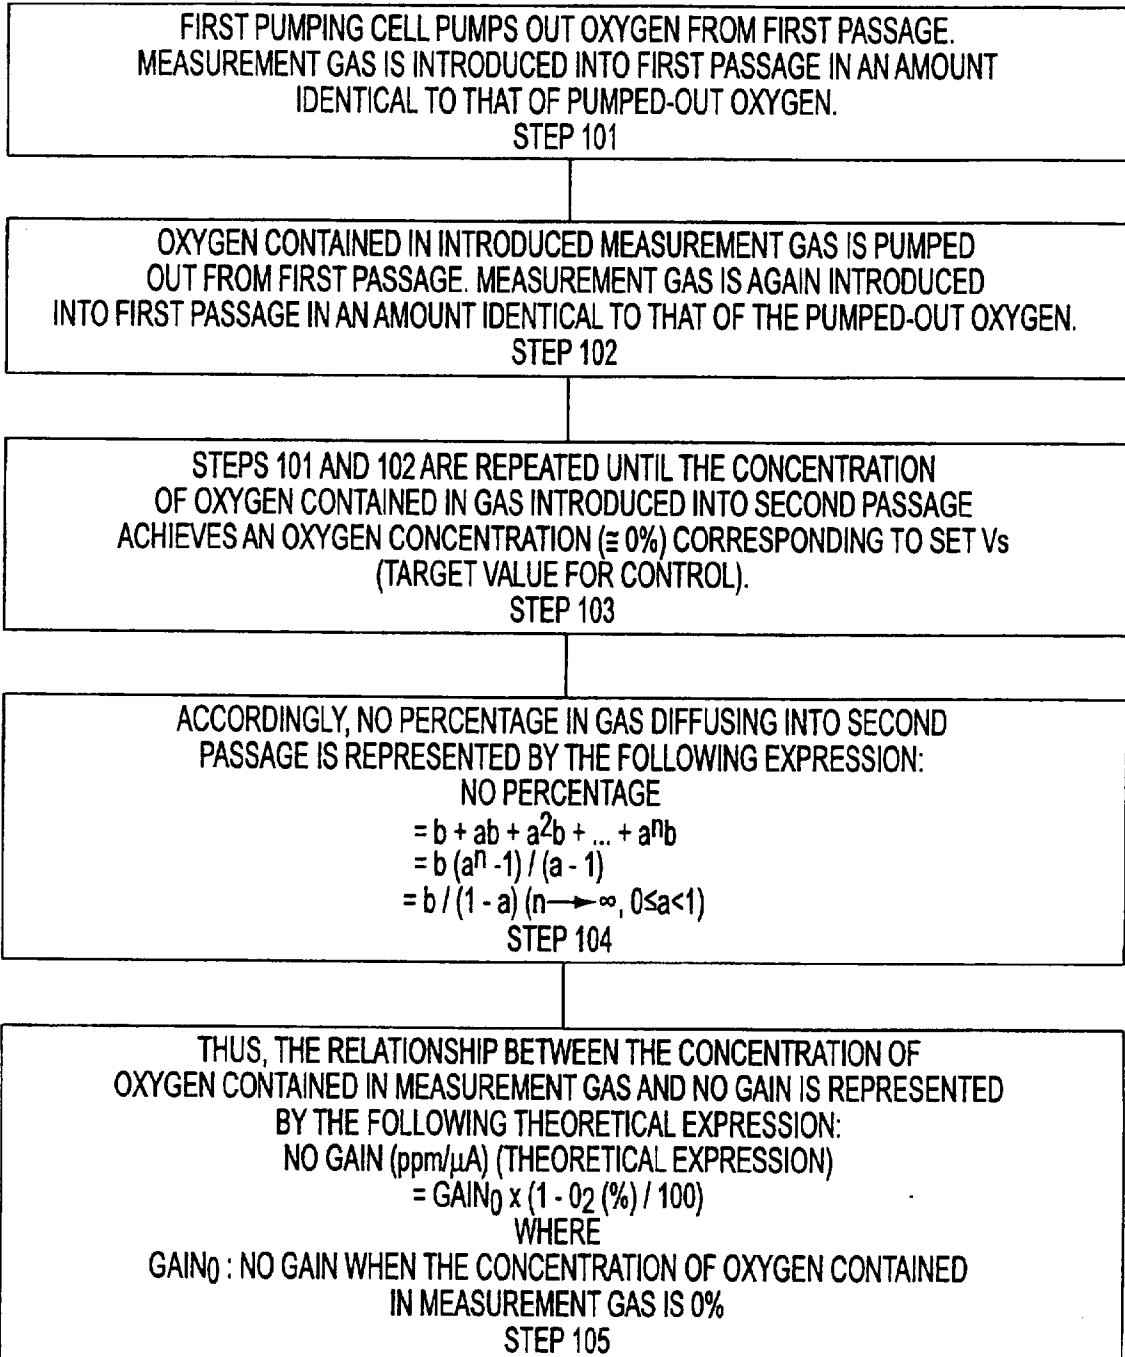 FIRST PUMPING CELL PUMPS OUT OXYGEN FROM FIRST PASSAGE.
MEASUREMENT GAS IS INTRODUCED INTO FIRST PASSAGE IN AN AMOUNT
IDENTICAL TO THAT OF PUMPED-OUT OXYGEN.
STEP 101
OXYGEN CONTAINED IN INTRODUCED MEASUREMENT GAS IS PUMPED
OUT FROM FIRST PASSAGE. MEASUREMENT GAS IS AGAIN INTRODUCED
INTO FIRST PASSAGE IN AN AMOUNT IDENTICAL TO THAT OF THE PUMPED-OUT OXYGEN.
STEP 102
STEPS 101 AND 102 ARE REPEATED UNTIL THE CONCENTRATION
OF OXYGEN CONTAINED IN GAS INTRODUCED INTO SECOND PASSAGE
ACHIEVES AN OXYGEN CONCENTRATION (≅ 0%) CORRESPONDING TO SET Vs
(TARGET VALUE FOR CONTROL).
STEP 103
ACCORDINGLY, NO PERCENTAGE IN GAS DIFFUSING INTO SECOND
PASSAGE IS REPRESENTED BY THE FOLLOWING EXPRESSION:
NO PERCENTAGE
= b + ab + a²b + ... + aⁿb
= b (aⁿ -1) / (a - 1)
= b / (1 - a) (n→∞, 0≤a<1)
STEP 104
THUS, THE RELATIONSHIP BETWEEN THE CONCENTRATION OF
OXYGEN CONTAINED IN MEASUREMENT GAS AND NO GAIN IS REPRESENTED
BY THE FOLLOWING THEORETICAL EXPRESSION:
NO GAIN (ppm/µA) (THEORETICAL EXPRESSION)
= GAIN₀ x (1 - O₂ (%) / 100)
WHERE
GAIN₀ : NO GAIN WHEN THE CONCENTRATION OF OXYGEN CONTAINED
IN MEASUREMENT GAS IS 0%
STEP 105